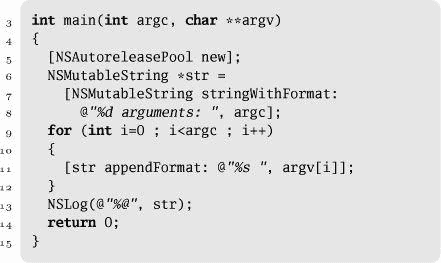 3 int main(int argc, char **argv)
4 {
5 [NSAutoreleasePool new];
6 NSMutableString *str =
7 [NSMutableString stringWithFormat:
8 @"%d arguments: ", argc];
9 for (int i=0 ; i<argc ; i++)
10 {
11 [str appendFormat: @"%s ", argv[i]];
12 }
13 NSLog(@"%@", str);
14 return 0;
15 }